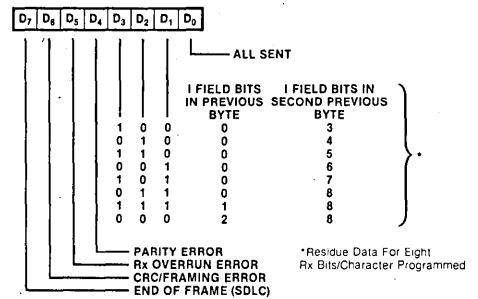 D7 D6 D5 D4 D3 D2 D1 D0
ALL SENT
I FIELD BITS I FIELD BITS IN
IN PREVIOUS SECOND PREVIOUS
BYTE BYTE
1 0 0 0 3
0 1 0 0 4
1 1 0 0 5
0 0 1 0 6
1 0 1 0 7
0 1 1 0 8
1 1 1 1 8
0 0 0 2 8
*
PARITY ERROR
Rx OVERRUN ERROR
CRC/FRAMING ERROR
END OF FRAME (SDLC)
*Residue Data For Eight
Rx Bits/Character Programmed